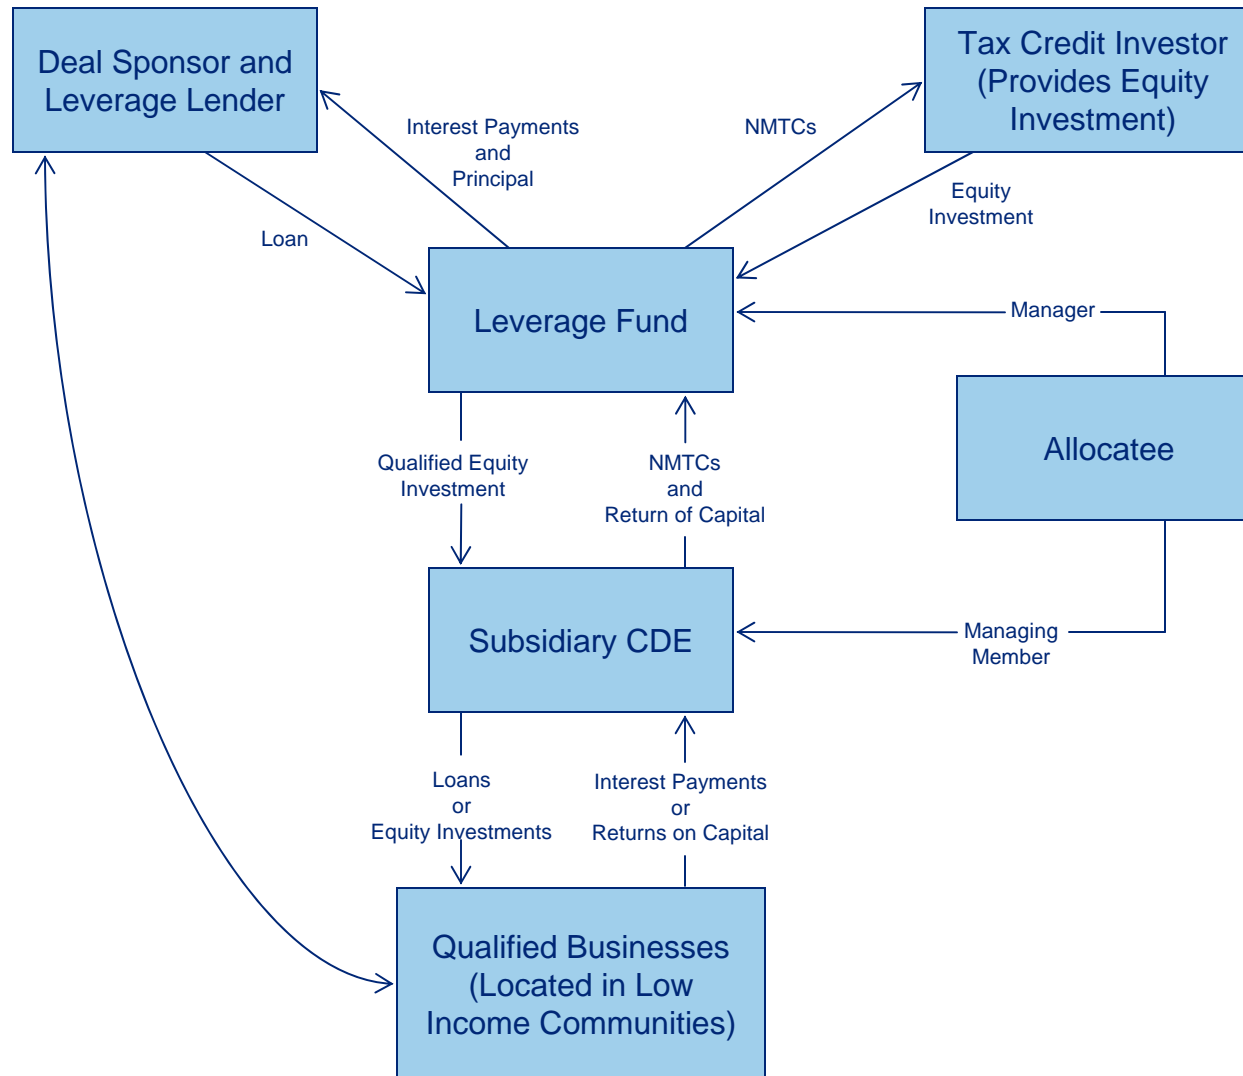 Deal Sponsor and
Leverage Lender
Tax Credit Investor
(Provides Equity
Investment)
Interest Payments
and
Principal
NMTCs
Equity
Investment
Loan
Leverage Fund
Manager
Allocatee
Qualified Equity
Investment
NMTCs
and
Return of Capital
Subsidiary CDE
Managing
Member
Loans
or
Equity Investments
Interest Payments
or
Returns on Capital
Qualified Businesses
(Located in Low
Income Communities)